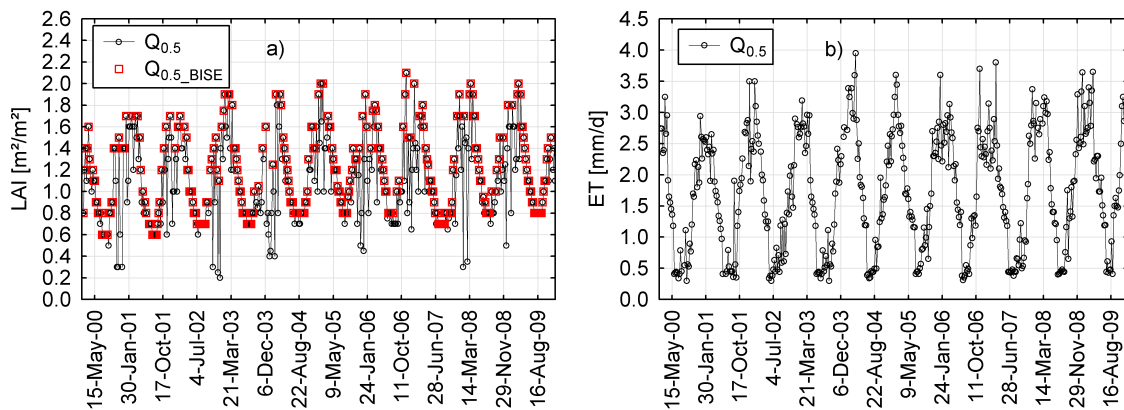 LAI [m²/m²]
2.6
2.4
2.2
2.0
1.8
1.6
1.4
1.2
1.0
0.8
0.6
0.4
0.2
0.0
Q0.5
Q0.5_BISE
a)
15-May-00
30-Jan-01
17-Oct-01
4-Jul-02
21-Mar-03
6-Dec-03
22-Aug-04
9-May-05
24-Jan-06
11-Oct-06
28-Jun-07
14-Mar-08
29-Nov-08
16-Aug-09
ET [mm/d]
4.5
4.0
3.5
3.0
2.5
2.0
1.5
1.0
0.5
0.0
Q0.5
b)
15-May-00
30-Jan-01
17-Oct-01
4-Jul-02
21-Mar-03
6-Dec-03
22-Aug-04
9-May-05
24-Jan-06
11-Oct-06
28-Jun-07
14-Mar-08
29-Nov-08
16-Aug-09